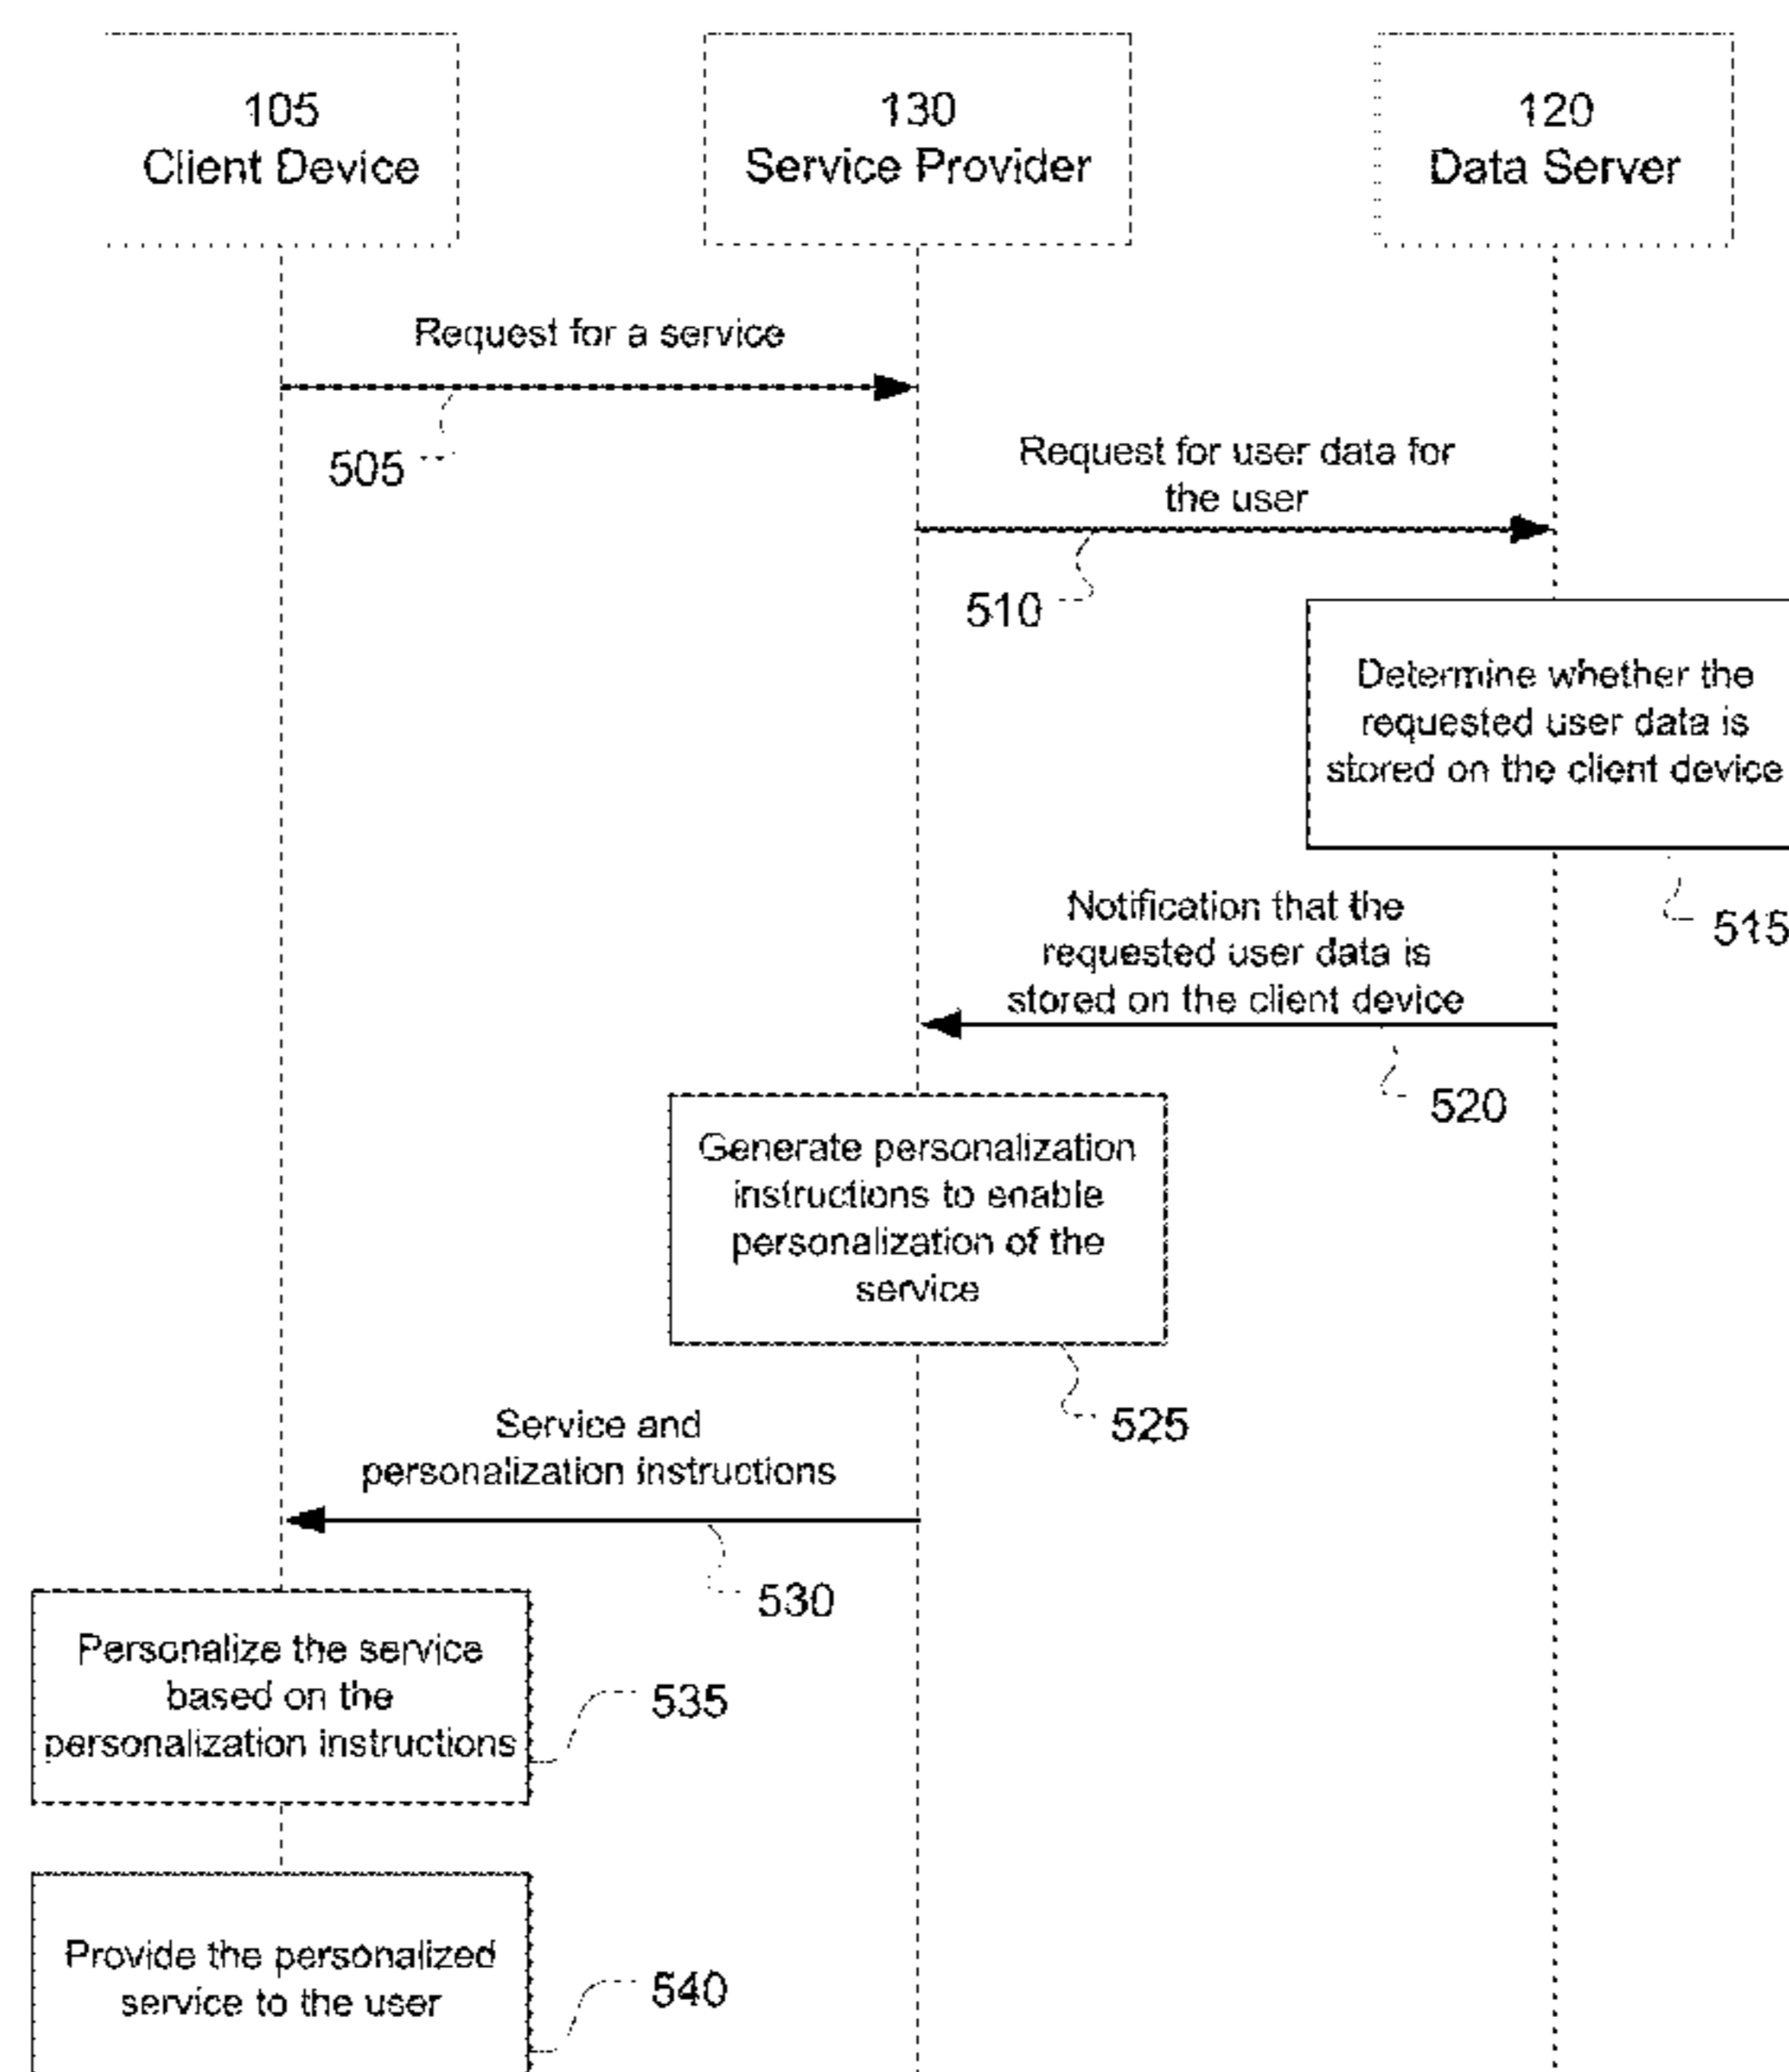 105
Client Device
130
Service Provider
120
Data Server
Request for a service
505
Request for user data for
the user
510
Determine whether the
requested user data is
stored on the client device
515
Notification that the
requested user data is
stored on the client device
520
Generate personalization
instructions to enable
personalization of the
service
525
Service and
personalization instructions
530
Personalize the service
based on the
personalization instructions
535
Provide the personalized
service to the user
540